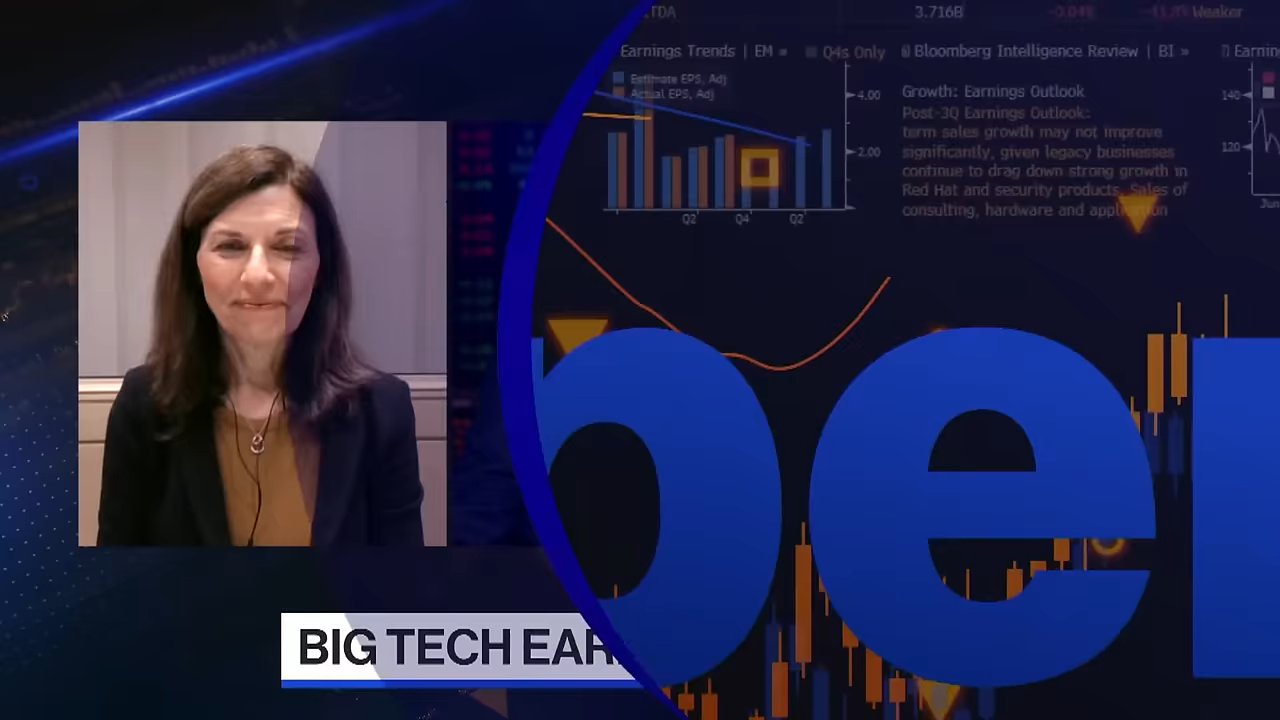 3.716B
Weaker
Earnings Trends | EM »
Q4s Only
Bloomberg Intelligence Review | BI »
Estimate EPS, Adj
Actual EPS, Adj
4.00
2.00
Q2
Q4
Q2
Growth: Earnings Outlook
Post-3Q Earnings Outlook:
term sales growth may not improve
significantly, given legacy businesses
continue to drag down strong growth in
Red Hat and security products. Sales of
consulting, hardware and application
140
120
Jun
be
BIG TECH EAR